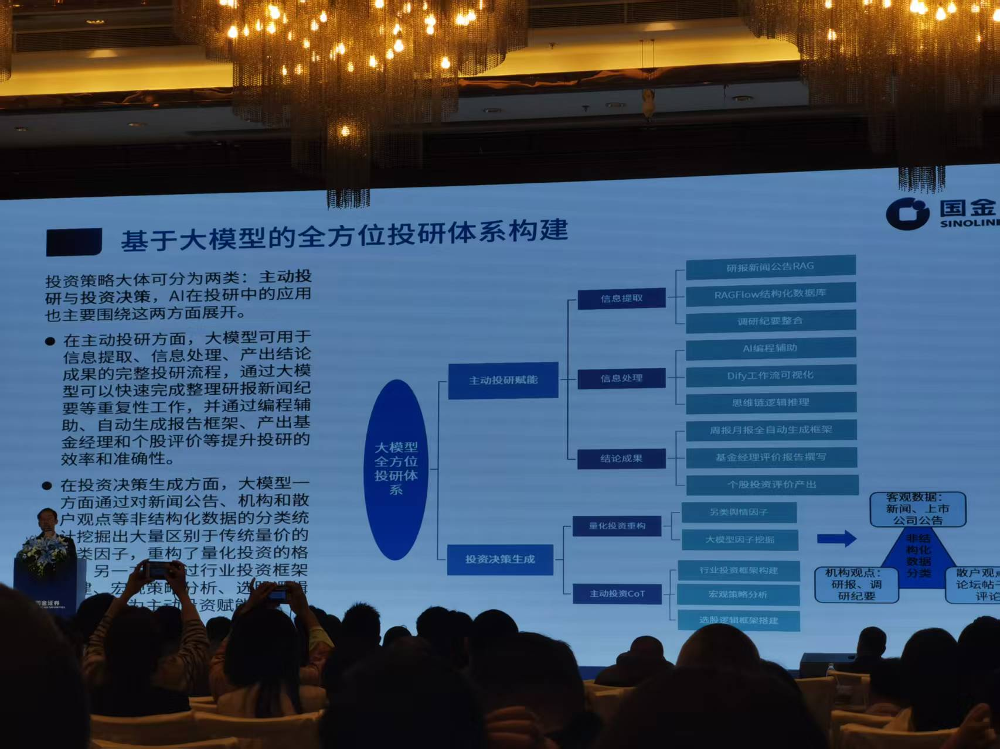 基于大模型的全方位投研体系构建
国金
SINOLIN
投资策略大体可分为两类：主动投
研与投资决策，AI在投研中的应用
也主要围绕这两方面展开。
● 在主动投研方面，大模型可用于
信息提取、信息处理、产出结论
成果的完整投研流程，通过大模
型可以快速完成整理研报新闻纪
要等重复性工作，并通过编程辅
助、自动生成报告框架、产出基
金经理和个股评价等提升投研的
效率和准确性。
● 在投资决策生成方面，大模型一
方面通过对新闻公告、机构和散
户观点等非结构化数据的分类统
计挖掘出大量区别于传统量价的
类因子，重构了量化投资的格
另一 过行业投资框架
建、宏观策略分析、选股逻辑
为主动投资赋能
大模型
全方位
投研体
系
主动投研赋能
信息提取
研报新闻公告RAG
RAGFlow结构化数据库
调研纪要整合
信息处理
AI编程辅助
Dify工作流可视化
思维链逻辑推理
结论成果
周报月报全自动生成框架
基金经理评价报告撰写
个股投资评价产出
投资决策生成
量化投资重构
另类舆情因子
大模型因子挖掘
主动投资CoT
行业投资框架构建
宏观策略分析
选股逻辑框架搭建
客观数据：
新闻、上市
公司公告
非结
构化
数据
分类
机构观点：
研报、调
研纪要
散户观点
论坛帖子
评论
国金证券